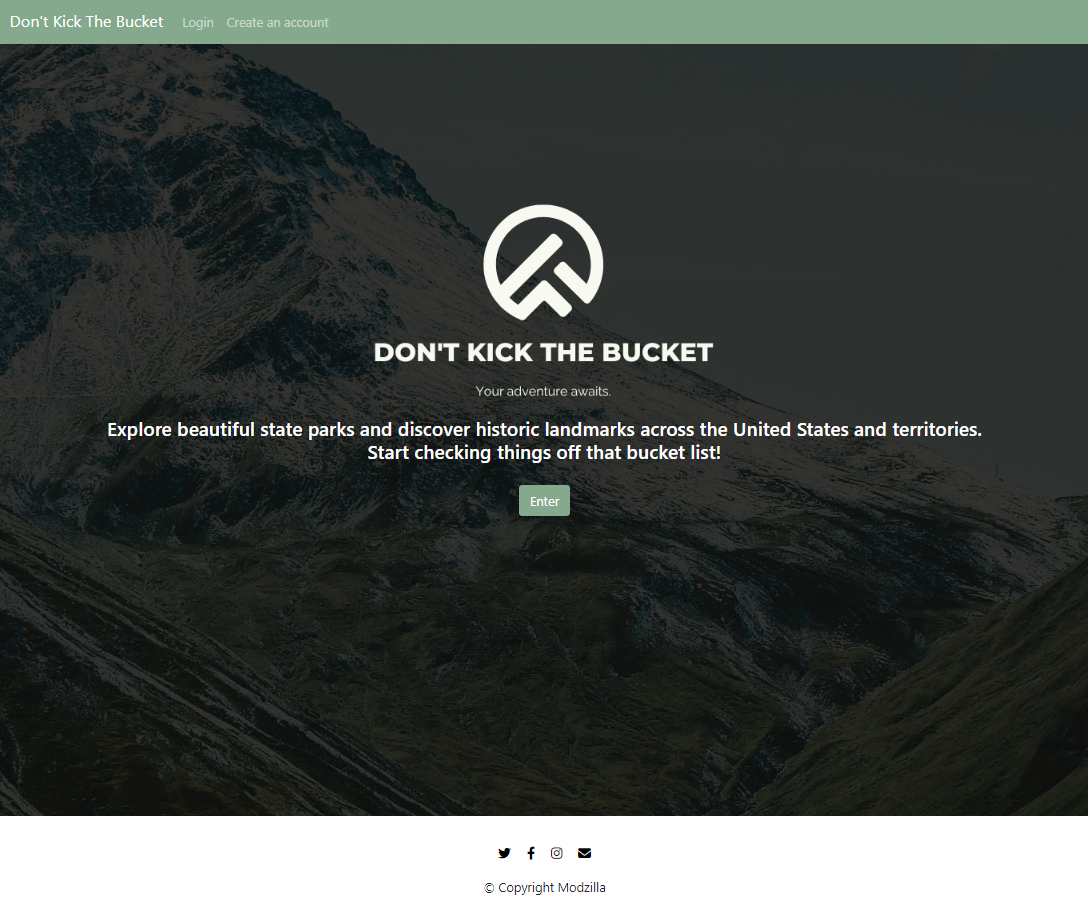 Don't Kick The Bucket Login Create an account
DON'T KICK THE BUCKET
Your adventure awaits.
Explore beautiful state parks and discover historic landmarks across the United States and territories.
Start checking things off that bucket list!
Enter
© Copyright Modzilla